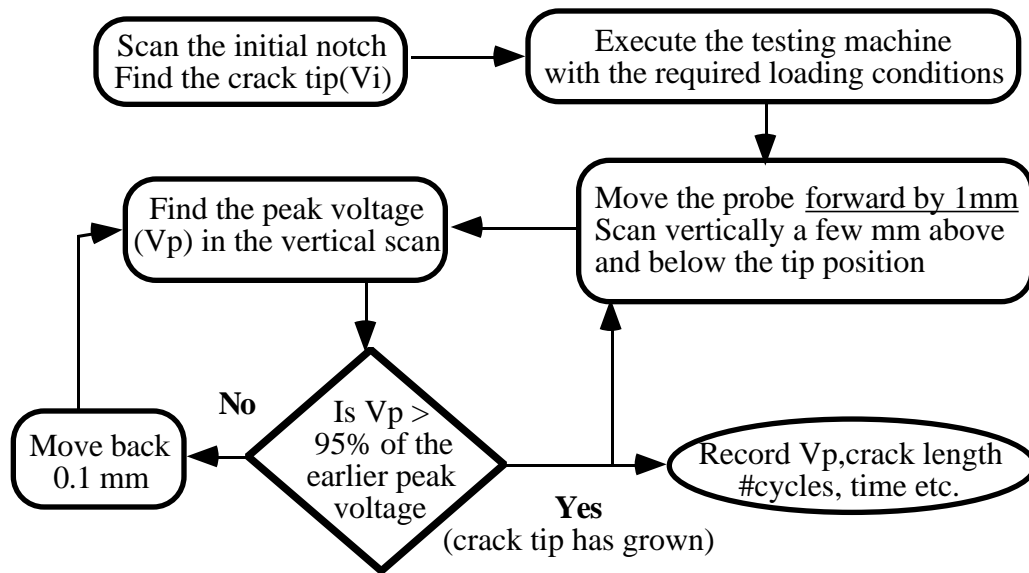 Scan the initial notch
Find the crack tip(Vi)
Execute the testing machine
with the required loading conditions
Move the probe forward by 1mm
Scan vertically a few mm above
and below the tip position
Find the peak voltage
(Vp) in the vertical scan
Is Vp >
95% of the
earlier peak
voltage
No
Move back
0.1 mm
Yes
(crack tip has grown)
Record Vp,crack length
#cycles, time etc.